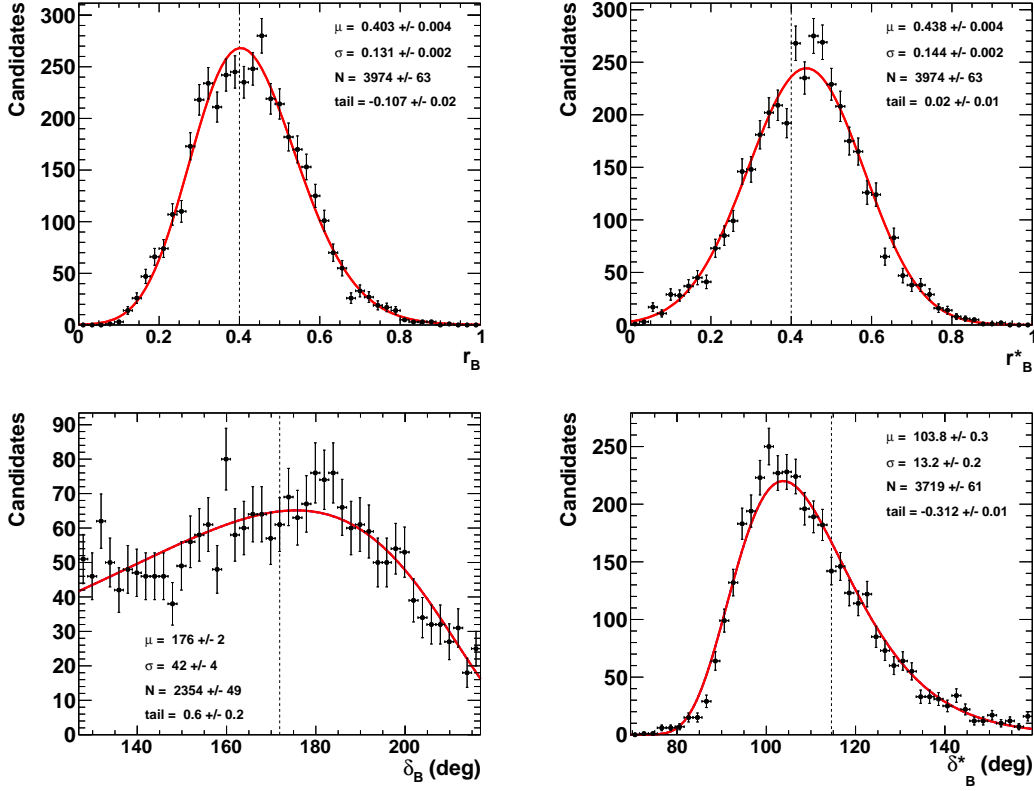 Candidates
300
250
200
150
100
50
0
μ = 0.403 +/- 0.004
σ = 0.131 +/- 0.002
N = 3974 +/- 63
tail = -0.107 +/- 0.02
0 0.2 0.4 0.6 0.8 1
r_B
Candidates
300
250
200
150
100
50
0
μ = 0.438 +/- 0.004
σ = 0.144 +/- 0.002
N = 3974 +/- 63
tail = 0.02 +/- 0.01
0 0.2 0.4 0.6 0.8 1
r*_B
Candidates
90
80
70
60
50
40
30
20
10
0
μ = 176 +/- 2
σ = 42 +/- 4
N = 2354 +/- 49
tail = 0.6 +/- 0.2
140 160 180 200
δ_B (deg)
Candidates
250
200
150
100
50
0
μ = 103.8 +/- 0.3
σ = 13.2 +/- 0.2
N = 3719 +/- 61
tail = -0.312 +/- 0.01
80 100 120 140
δ*_B (deg)